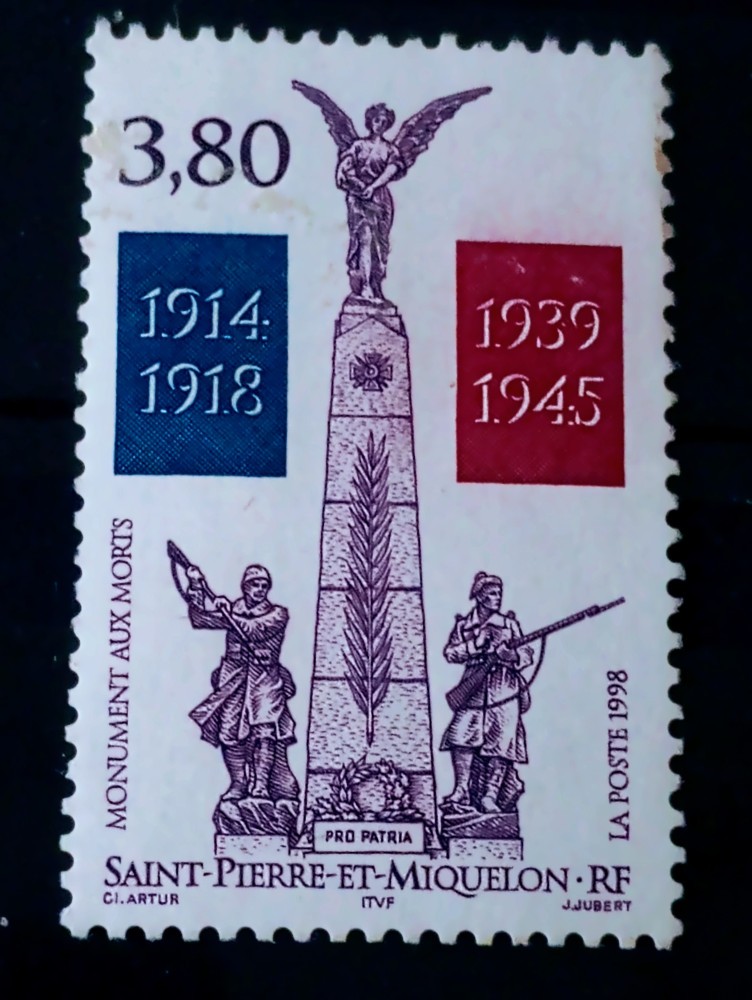 3,80
1914
1918
1939
1945
MONUMENT AUX MORTS
LA POSTE 1998
PRO PATRIA
SAINT-PIERRE-ET-MIQUELON · RF
Cl. ARTUR
ITVF
J. JUBERT